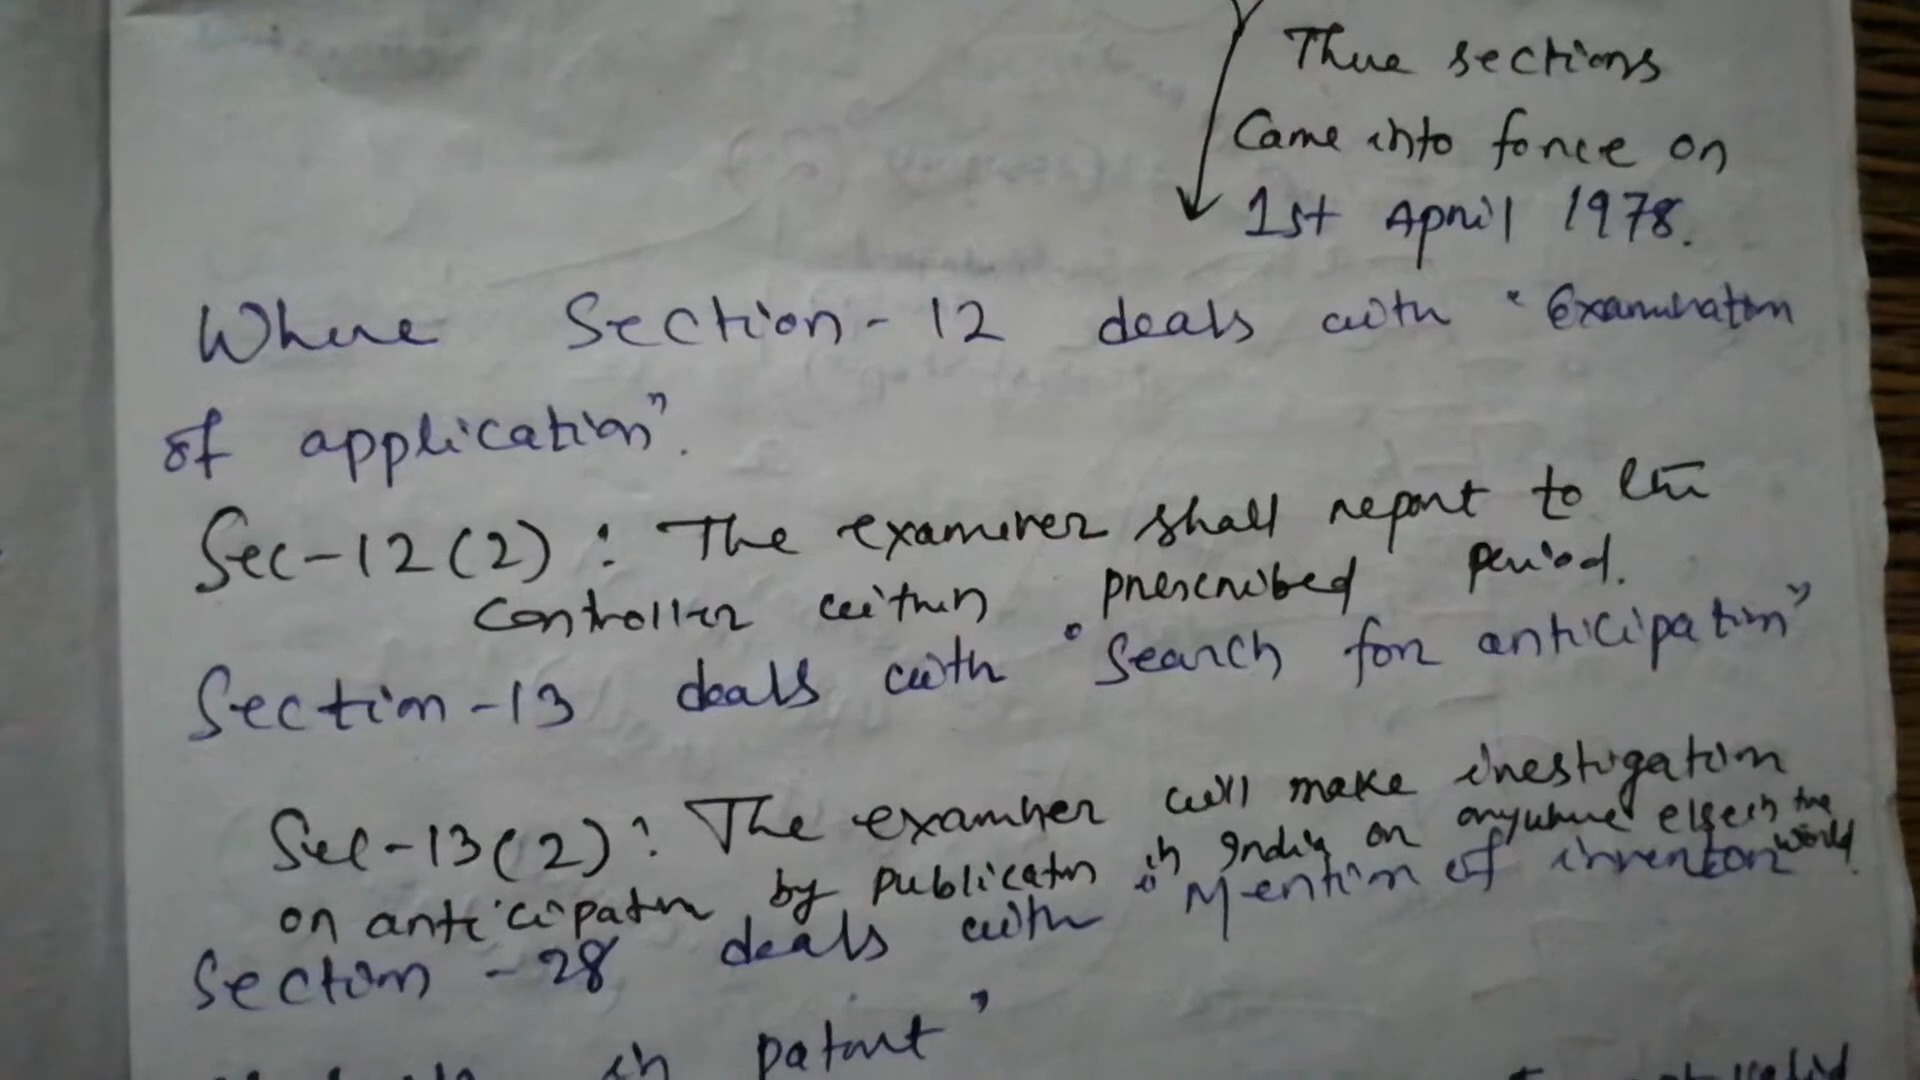 These sections
Came into force on
1st April 1978.
Where Section-12 deals with "Examination
of application".
Sec-12(2): The examiner shall report to the
controller within prescribed period.
Section-13 deals with "Search for anticipation"
Sec-13(2): The examiner will make inestigation
on anticipation by publication in India or anywhere else in the world.
Section-28 deals with "Mention of inventor
in patent"